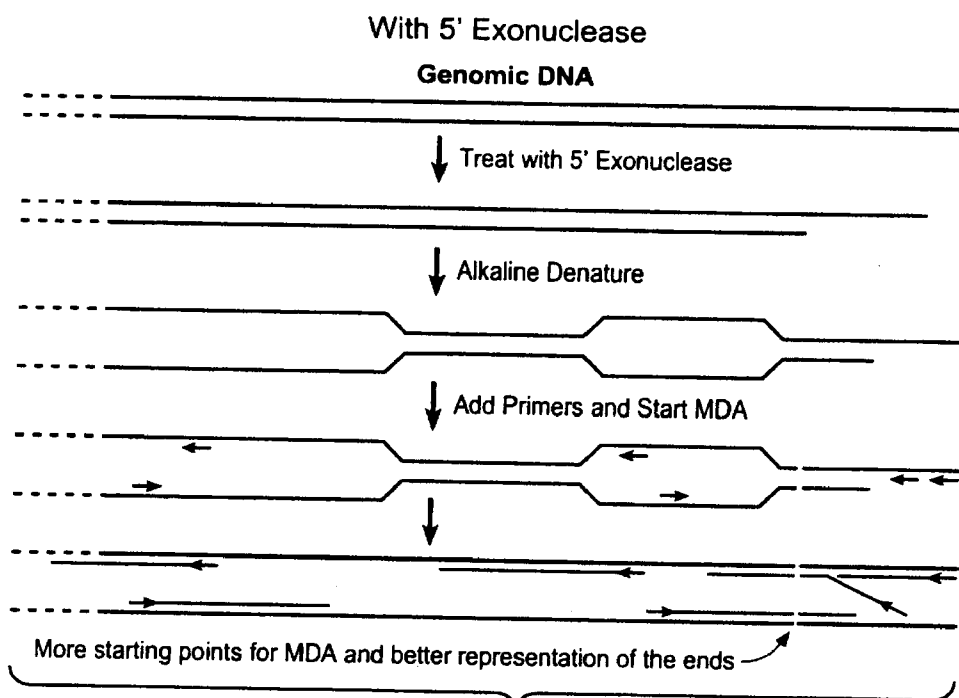 With 5' Exonuclease
Genomic DNA
Treat with 5' Exonuclease
Alkaline Denature
Add Primers and Start MDA
More starting points for MDA and better representation of the ends